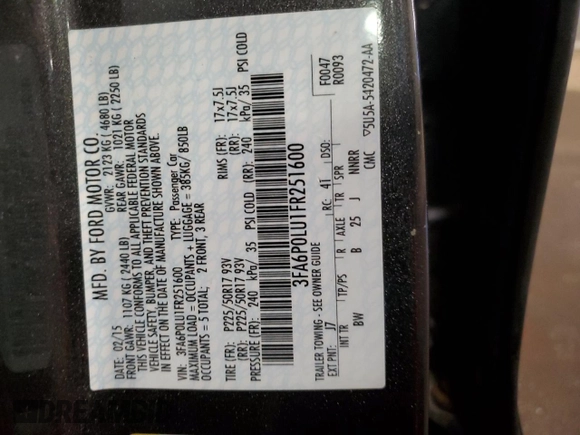 MFD. BY FORD MOTOR CO.
DATE: 02/15 GVWR: 2123 KG ( 4680 LB)
FRONT GAWR: 1107 KG ( 2440 LB) REAR GAWR: 1021 KG ( 2250 LB)
THIS VEHICLE CONFORMS TO ALL APPLICABLE FEDERAL MOTOR
VEHICLE SAFETY, BUMPER, AND THEFT PREVENTION STANDARDS
IN EFFECT ON THE DATE OF MANUFACTURE SHOWN ABOVE.
VIN: 3FA6P0LU1FR251600 TYPE: Passenger Car
MAXIMUM LOAD = OCCUPANTS + LUGGAGE = 385KG/ 850LB
OCCUPANTS = 5 TOTAL: 2 FRONT, 3 REAR
TIRE (FR): P225/50R17 93V RIMS (FR): 17x7.5J
(RR): P225/50R17 93V (RR): 17x7.5J
PRESSURE (FR): 240 kPa/ 35 PSI COLD (RR): 240 kPa/ 35 PSI COLD
3FA6P0LU1FR251600
TRAILER TOWING - SEE OWNER GUIDE F0047
EXT PNT: J7 RC: 41 DSO: R0093
INT TR TP/PS R AXLE TR SPR
BW B 25 J NNRR
CMC ▽5U5A-5420472-AA